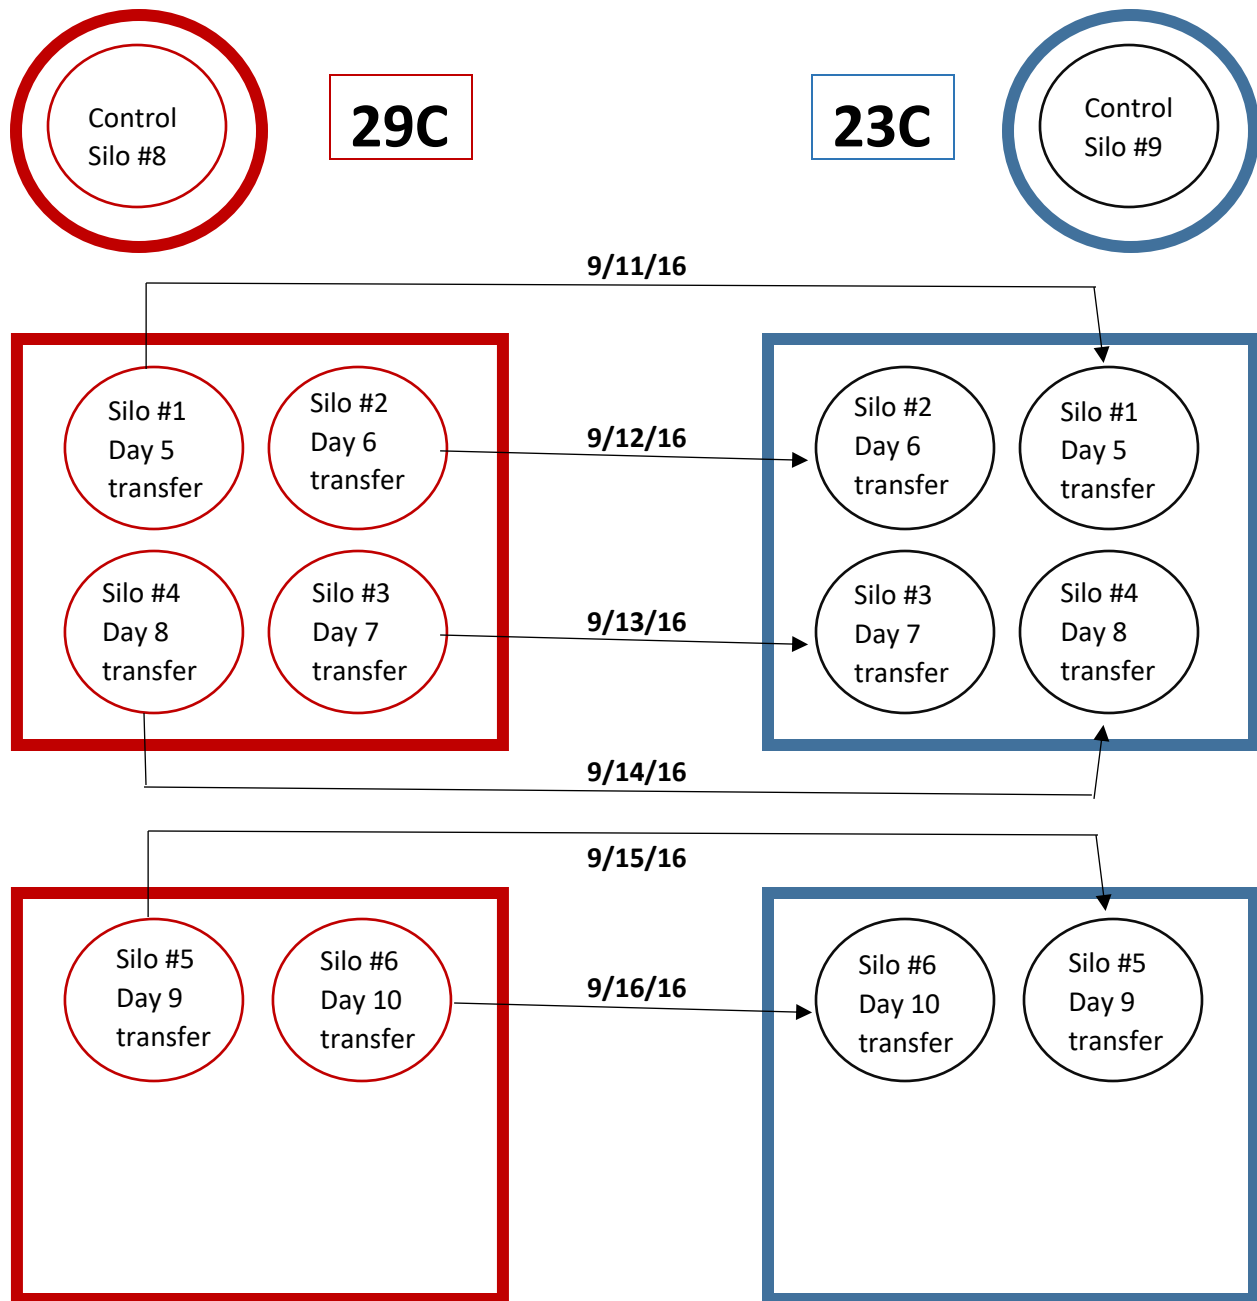 Control
Silo #8
29C
23C
Control
Silo #9
9/11/16
Silo #1
Day 5
transfer
Silo #2
Day 6
transfer
9/12/16
Silo #2
Day 6
transfer
Silo #1
Day 5
transfer
Silo #4
Day 8
transfer
Silo #3
Day 7
transfer
9/13/16
Silo #3
Day 7
transfer
Silo #4
Day 8
transfer
9/14/16
9/15/16
Silo #5
Day 9
transfer
Silo #6
Day 10
transfer
9/16/16
Silo #6
Day 10
transfer
Silo #5
Day 9
transfer